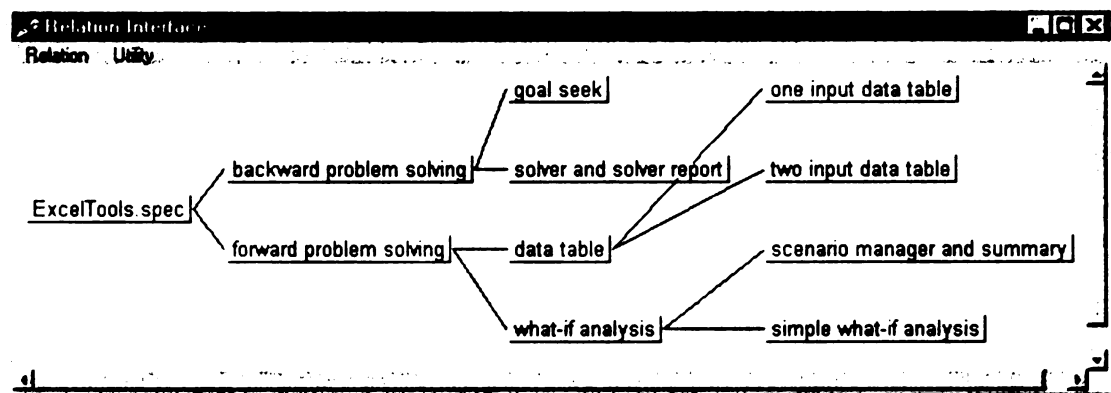 Relation Interface
Relation Utility
goal seek
one input data table
backward problem solving
solver and solver report
two input data table
ExcelTools.spec
forward problem solving
data table
scenario manager and summary
what-if analysis
simple what-if analysis